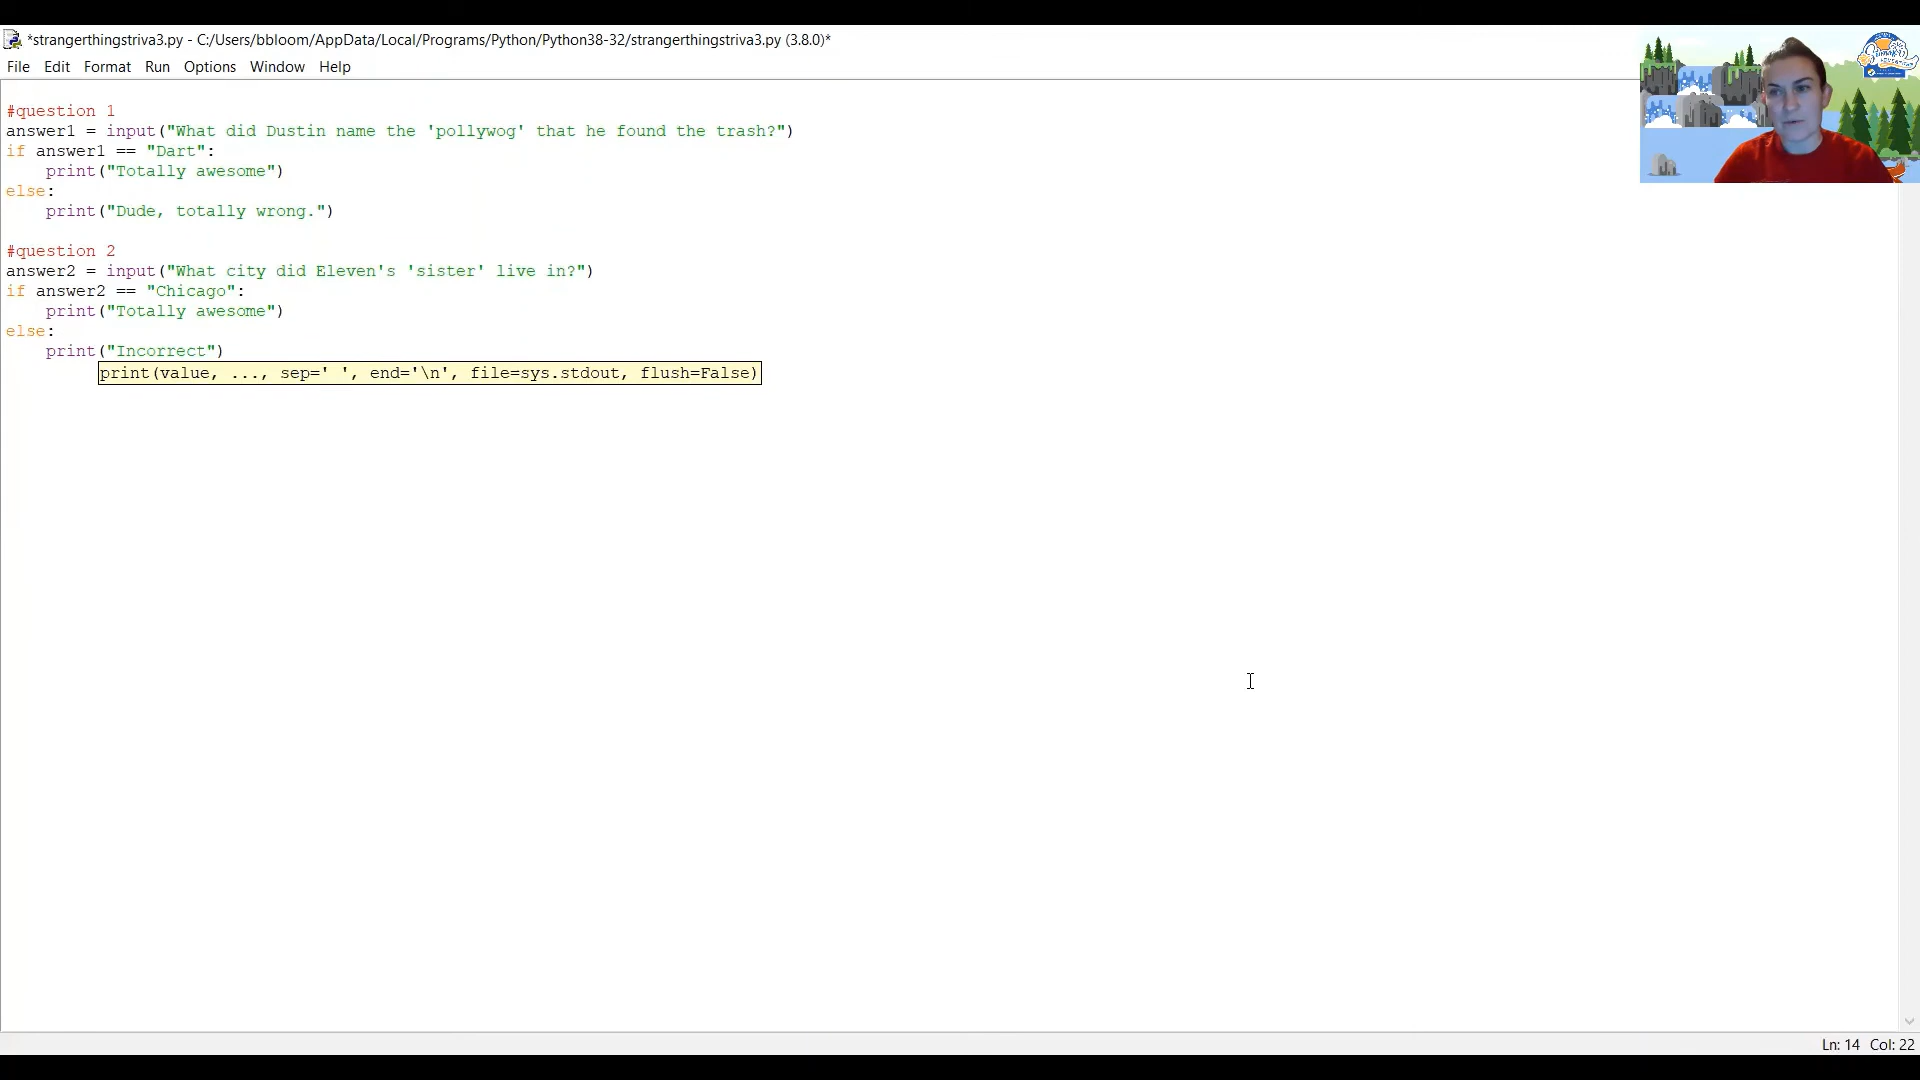 *strangerthingstriva3.py - C:/Users/bbloom/AppData/Local/Programs/Python/Python38-32/strangerthingstriva3.py (3.8.0)*
File Edit Format Run Options Window Help
#question 1
answer1 = input("What did Dustin name the 'pollywog' that he found the trash?")
if answer1 == "Dart":
    print("Totally awesome")
else:
    print("Dude, totally wrong.")
#question 2
answer2 = input("What city did Eleven's 'sister' live in?")
if answer2 == "Chicago":
    print("Totally awesome")
else:
    print("Incorrect")
print(value, ..., sep=' ', end='\n', file=sys.stdout, flush=False)
Ln: 14 Col: 22